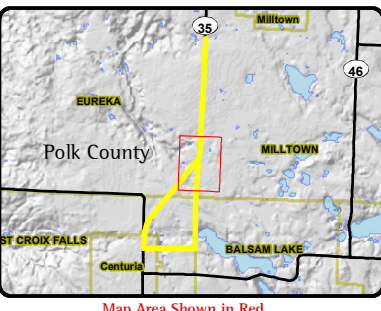 Milltown
35
46
EUREKA
Polk County
MILLTOWN
ST CROIX FALLS
BALSAM LAKE
Centuria
Map Area Shown in Red